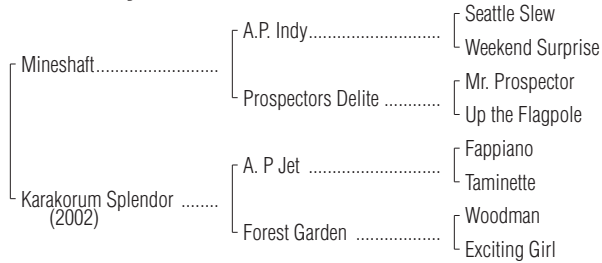 Seattle Slew
A.P. Indy..............................
Weekend Surprise
Mineshaft............................
Mr. Prospector
Prospectors Delite .............
Up the Flagpole
Fappiano
A. P Jet ..............................
Taminette
Karakorum Splendor ........
(2002)
Woodman
Forest Garden ...................
Exciting Girl